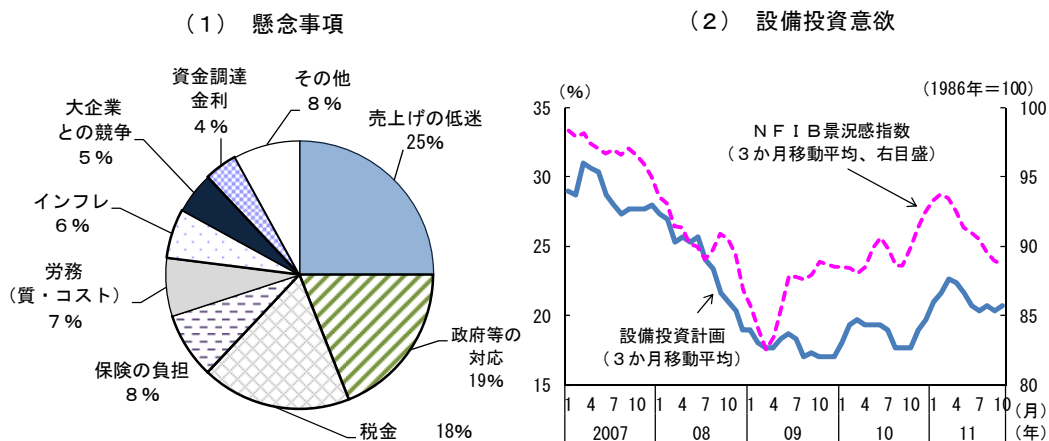 （１） 懸念事項
その他
８％
資金調達
金利
４％
大企業
との競争
５％
インフレ
６％
労務
（質・コスト）
７％
保険の負担
８％
税金 18％
政府等の
対応
19％
売上げの低迷
25％
（２） 設備投資意欲
（％）
（1986年＝100）
35
30
25
20
15
100
95
90
85
80
ＮＦＩＢ景況感指数
（３か月移動平均、右目盛）
設備投資計画
（３か月移動平均）
1 4 7 10 1 4 7 10 1 4 7 10 1 4 7 10 1 4 7 10 （月）
2007 08 09 10 11 （年）